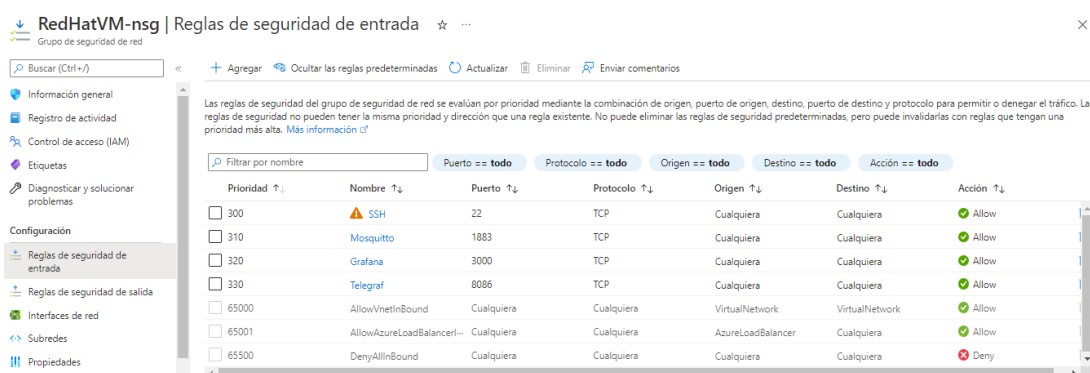 RedHatVM-nsg | Reglas de seguridad de entrada
Grupo de seguridad de red
Buscar (Ctrl+/)
Información general
Registro de actividad
Control de acceso (IAM)
Etiquetas
Diagnosticar y solucionar
problemas
Configuración
Reglas de seguridad de
entrada
Reglas de seguridad de salida
Interfaces de red
Subredes
Propiedades
Agregar Ocultar las reglas predeterminadas Actualizar Eliminar Enviar comentarios
Las reglas de seguridad del grupo de seguridad de red se evalúan por prioridad mediante la combinación de origen, puerto de origen, destino, puerto de destino y protocolo para permitir o denegar el tráfico. La
reglas de seguridad no pueden tener la misma prioridad y dirección que una regla existente. No puede eliminar las reglas de seguridad predeterminadas, pero puede invalidarlas con reglas que tengan una
prioridad más alta. Más información
Filtrar por nombre Puerto == todo Protocolo == todo Origen == todo Destino == todo Acción == todo
Prioridad Nombre Puerto Protocolo Origen Destino Acción
300 SSH 22 TCP Cualquiera Cualquiera Allow
310 Mosquitto 1883 TCP Cualquiera Cualquiera Allow
320 Grafana 3000 TCP Cualquiera Cualquiera Allow
330 Telegraf 8086 TCP Cualquiera Cualquiera Allow
65000 AllowVnetInBound Cualquiera Cualquiera VirtualNetwork VirtualNetwork Allow
65001 AllowAzureLoadBalancerI... Cualquiera Cualquiera AzureLoadBalancer Cualquiera Allow
65500 DenyAllInBound Cualquiera Cualquiera Cualquiera Cualquiera Deny